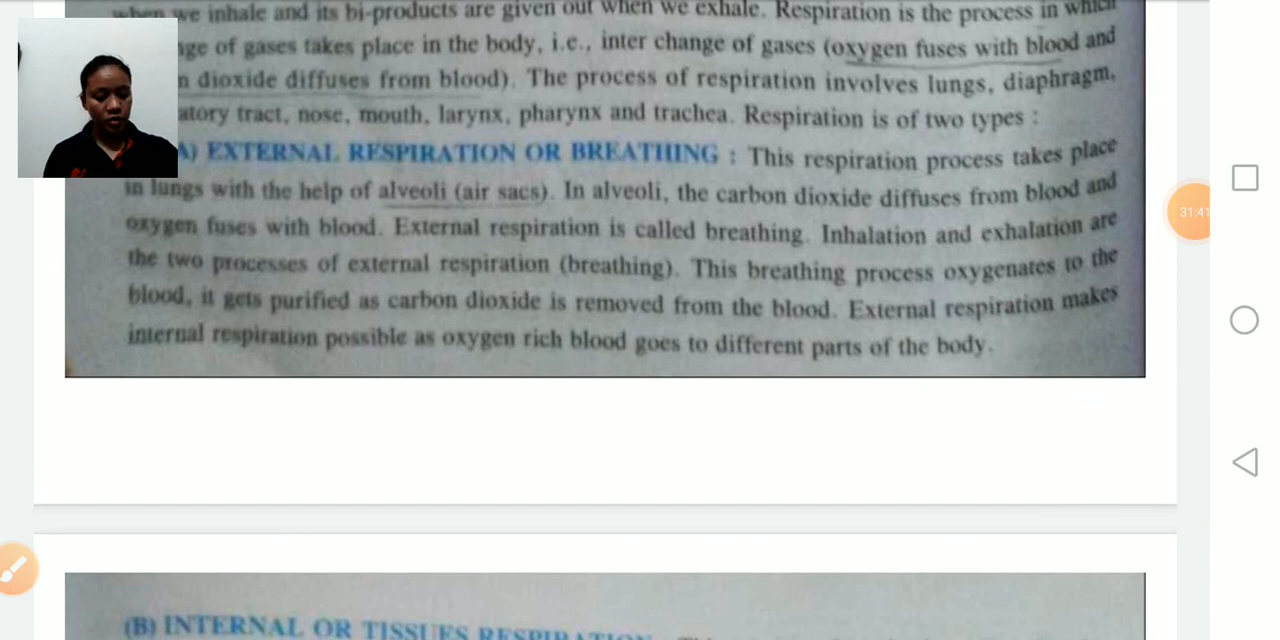 when we inhale and its bi-products are given out when we exhale. Respiration is the process in which
ge of gases takes place in the body, i.e., inter change of gases (oxygen fuses with blood and
n dioxide diffuses from blood). The process of respiration involves lungs, diaphragm,
atory tract, nose, mouth, larynx, pharynx and trachea. Respiration is of two types :
A) EXTERNAL RESPIRATION OR BREATHING : This respiration process takes place
in lungs with the help of alveoli (air sacs). In alveoli, the carbon dioxide diffuses from blood and
oxygen fuses with blood. External respiration is called breathing. Inhalation and exhalation are
the two processes of external respiration (breathing). This breathing process oxygenates to the
blood, it gets purified as carbon dioxide is removed from the blood. External respiration makes
internal respiration possible as oxygen rich blood goes to different parts of the body.
31:41
(B) INTERNAL OR TISSUES RESPIRATION